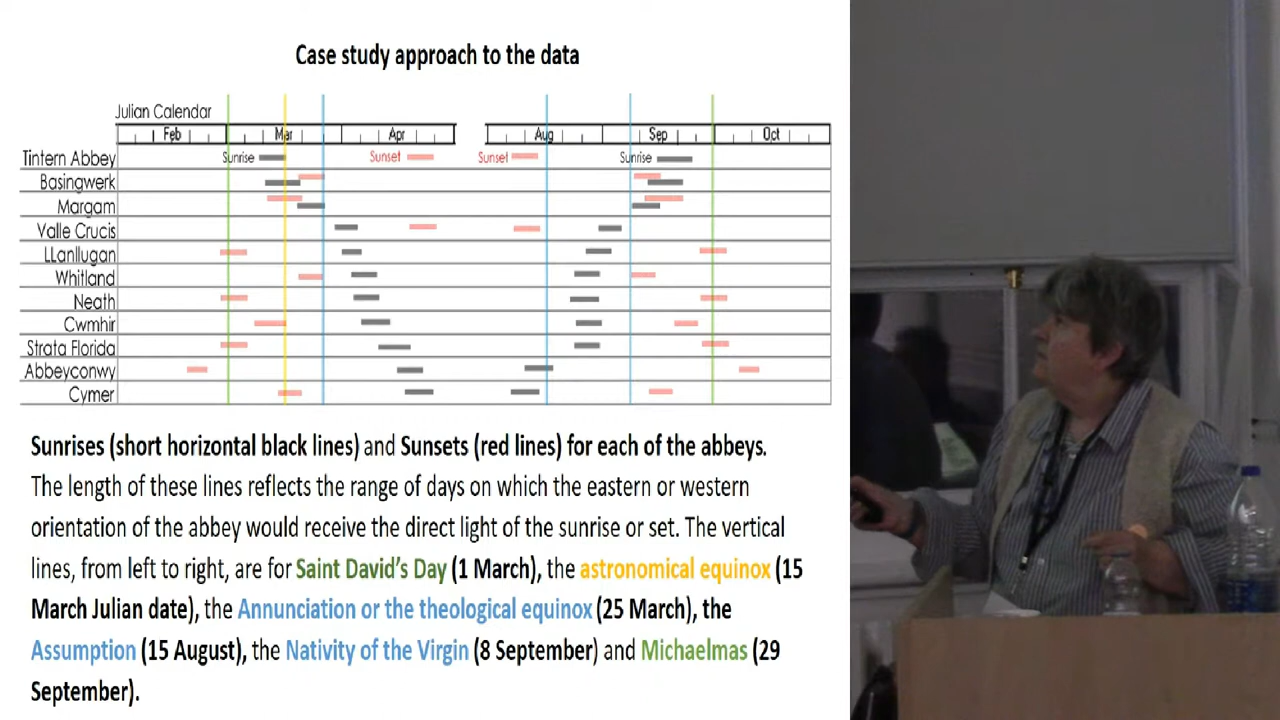 Case study approach to the data
Julian Calendar
Feb Mar Apr Aug Sep Oct
Tintern Abbey Sunrise Sunset Sunset Sunrise
Basingwerk
Margam
Valle Crucis
LLanllugan
Whitland
Neath
Cwmhir
Strata Florida
Abbeyconwy
Cymer
Sunrises (short horizontal black lines) and Sunsets (red lines) for each of the abbeys.
The length of these lines reflects the range of days on which the eastern or western
orientation of the abbey would receive the direct light of the sunrise or set. The vertical
lines, from left to right, are for Saint David's Day (1 March), the astronomical equinox (15
March Julian date), the Annunciation or the theological equinox (25 March), the
Assumption (15 August), the Nativity of the Virgin (8 September) and Michaelmas (29
September).